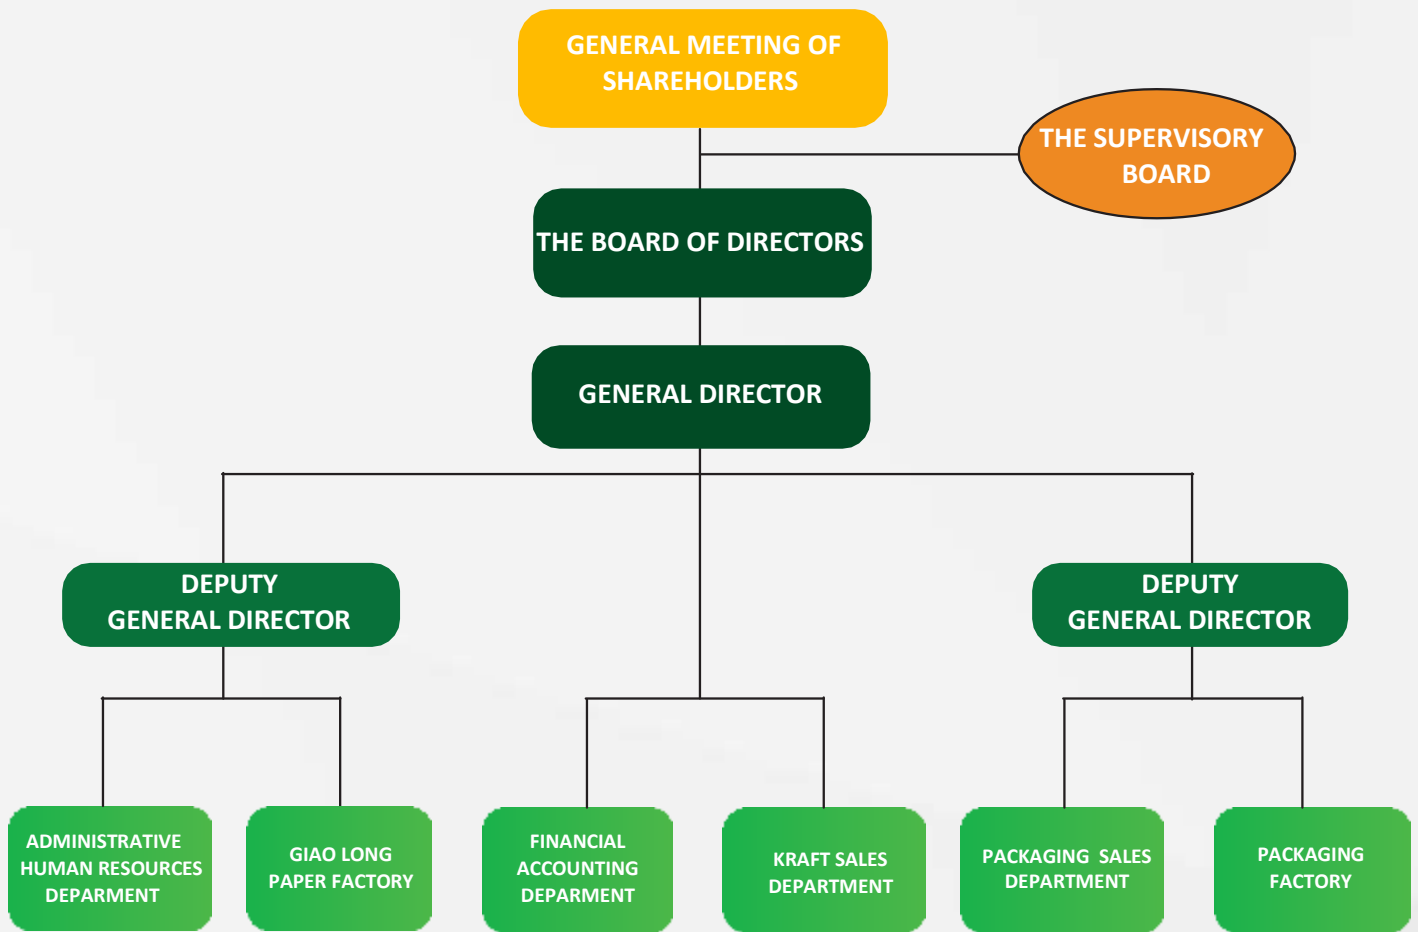 GENERAL MEETING OF
SHAREHOLDERS
THE SUPERVISORY
BOARD
THE BOARD OF DIRECTORS
GENERAL DIRECTOR
DEPUTY
GENERAL DIRECTOR
DEPUTY
GENERAL DIRECTOR
ADMINISTRATIVE
HUMAN RESOURCES
DEPARMENT
GIAO LONG
PAPER FACTORY
FINANCIAL
ACCOUNTING
DEPARMENT
KRAFT SALES
DEPARTMENT
PACKAGING SALES
DEPARTMENT
PACKAGING
FACTORY